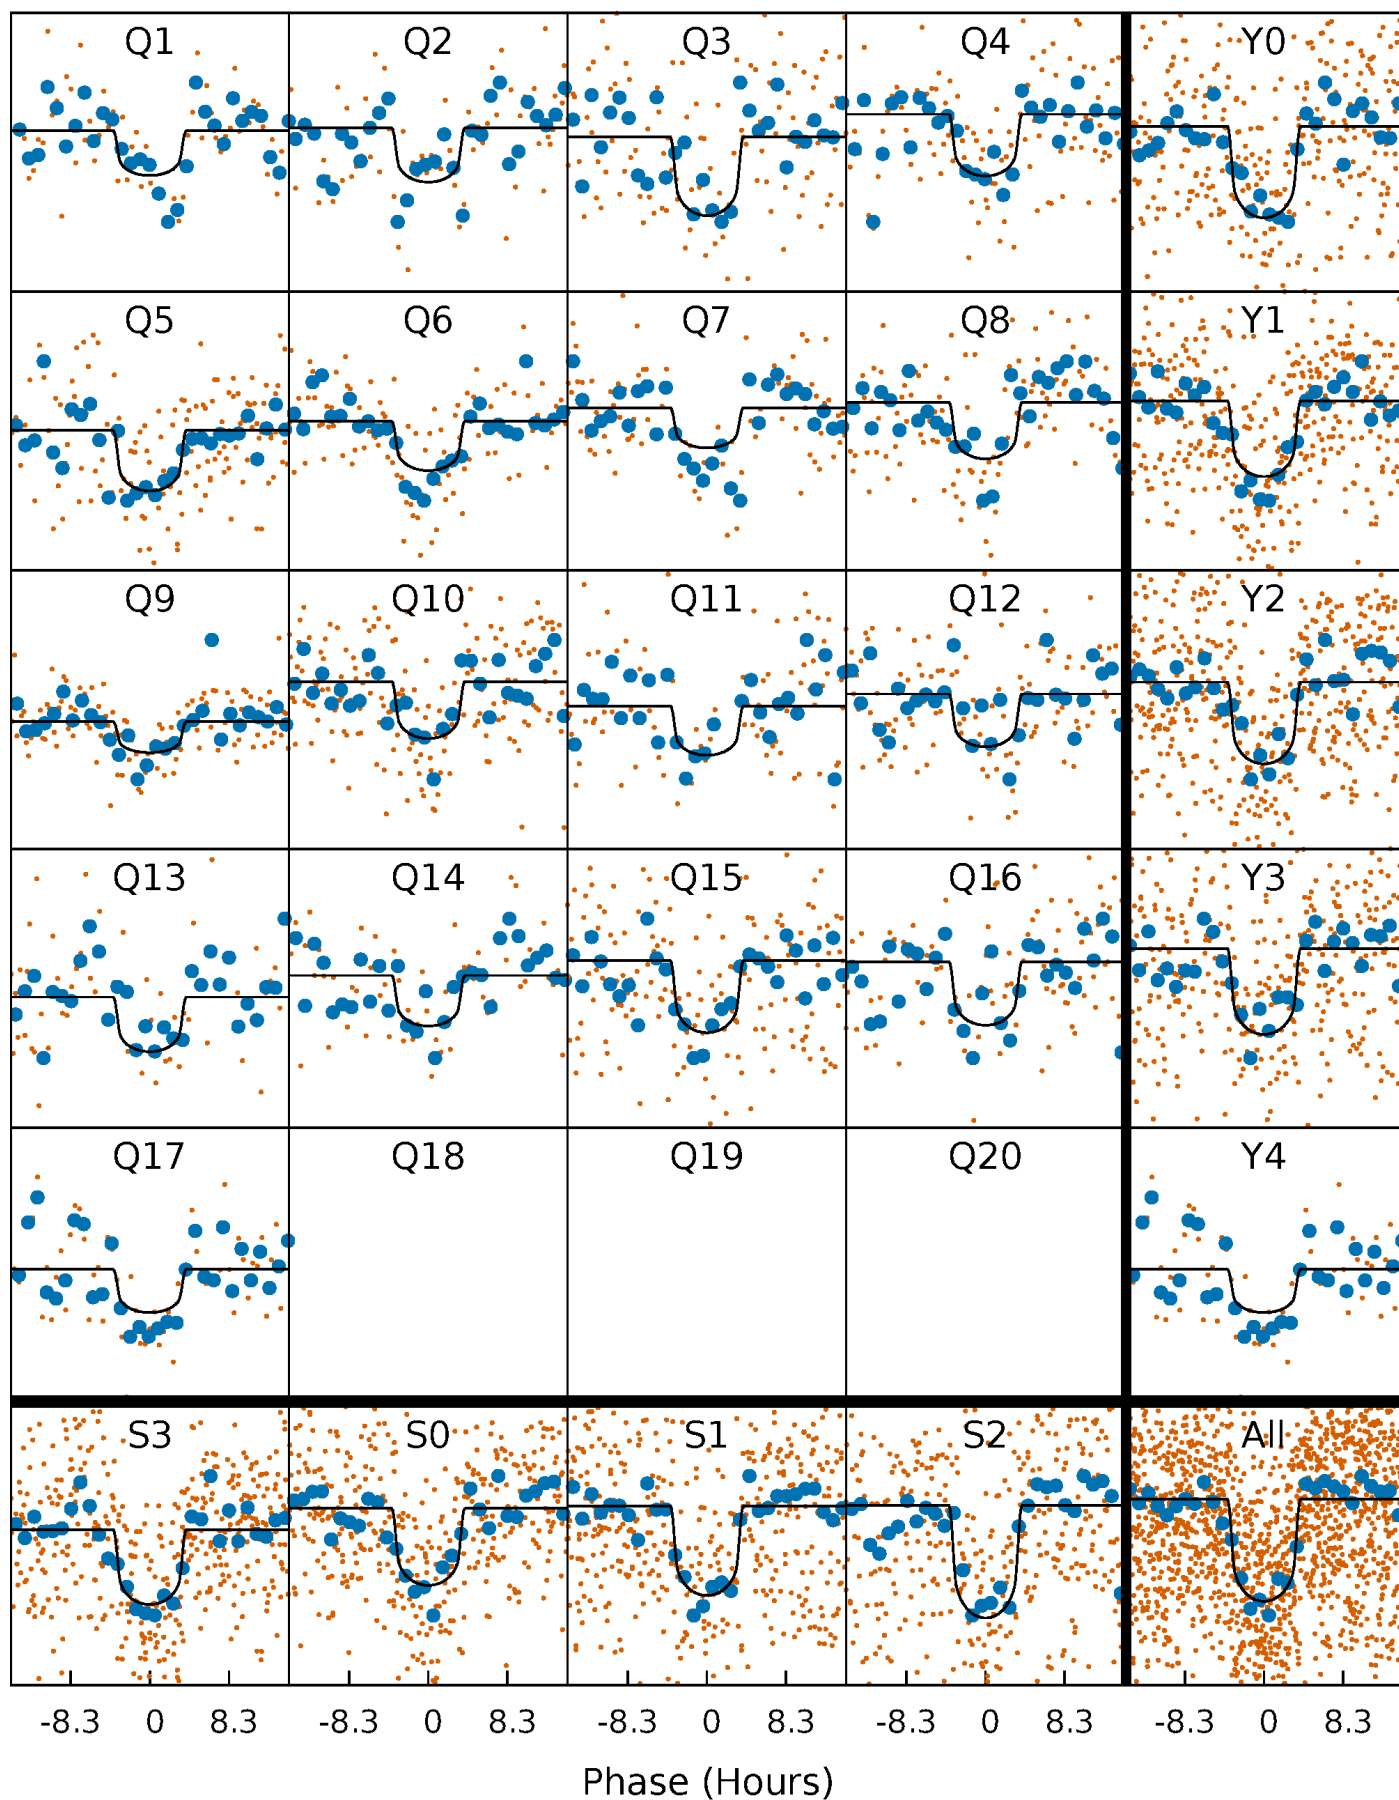 Q1 Q2 Q3 Q4 Y0
Q5 Q6 Q7 Q8 Y1
Q9 Q10 Q11 Q12 Y2
Q13 Q14 Q15 Q16 Y3
Q17 Q18 Q19 Q20 Y4
S3 S0 S1 S2 All
-8.3 0 8.3 -8.3 0 8.3 -8.3 0 8.3 -8.3 0 8.3 -8.3 0 8.3
Phase (Hours)